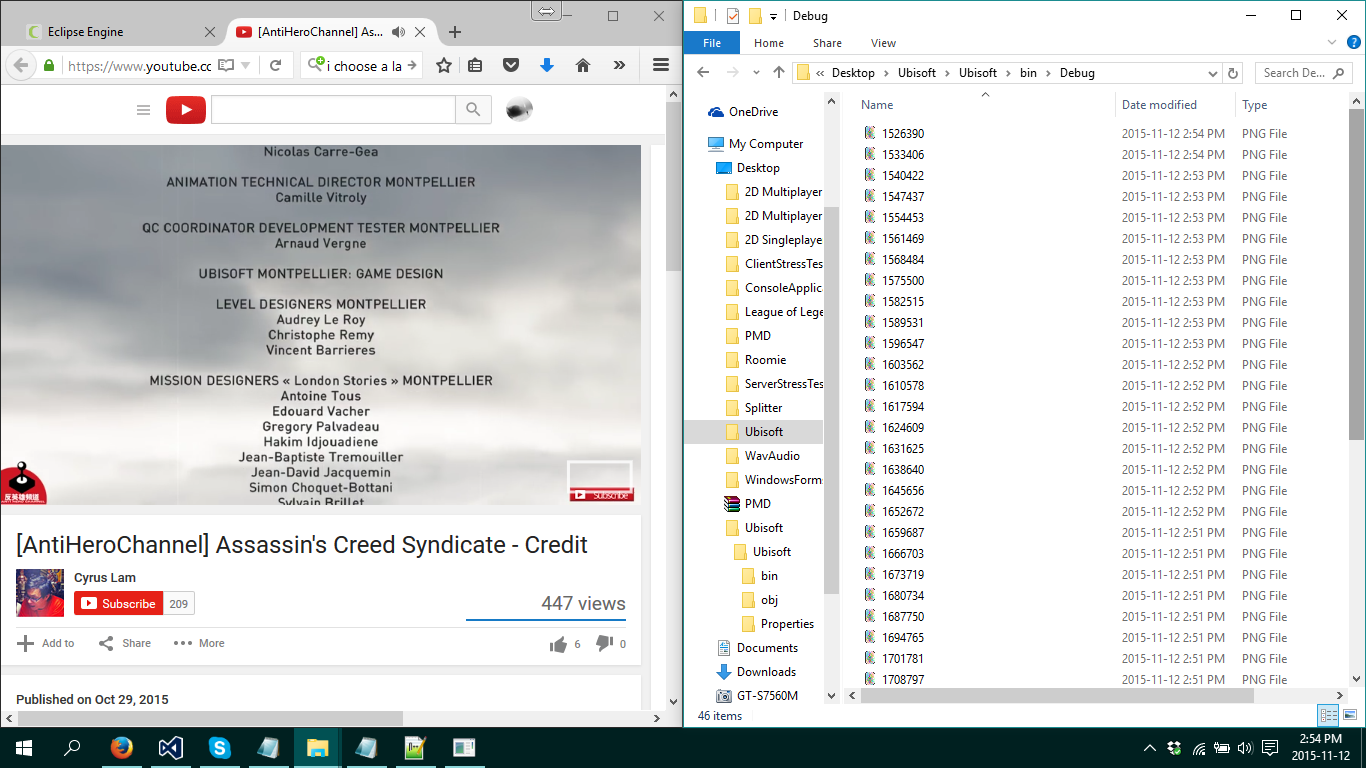 Eclipse Engine
[AntiHeroChannel] As...
https://www.youtube.co
i choose a la
Nicolas Carre-Gea
ANIMATION TECHNICAL DIRECTOR MONTPELLIER
Camille Vitroly
QC COORDINATOR DEVELOPMENT TESTER MONTPELLIER
Arnaud Vergne
UBISOFT MONTPELLIER: GAME DESIGN
LEVEL DESIGNERS MONTPELLIER
Audrey Le Roy
Christophe Remy
Vincent Barrieres
MISSION DESIGNERS « London Stories » MONTPELLIER
Antoine Tous
Edouard Vacher
Gregory Palvadeau
Hakim Idjouadiene
Jean-Baptiste Tremouiller
Jean-David Jacquemin
Simon Choquet-Bottani
Sylvain Brillet
反英雄頻道
Subscribe
[AntiHeroChannel] Assassin's Creed Syndicate - Credit
Cyrus Lam
Subscribe 209
447 views
Add to Share More 6 0
Published on Oct 29, 2015
Debug
File Home Share View
« Desktop Ubisoft Ubisoft bin Debug
Search De...
OneDrive
My Computer
Desktop
2D Multiplayer
2D Multiplayer
2D Singleplaye
ClientStressTes
ConsoleApplic
League of Lege
PMD
Roomie
ServerStressTes
Splitter
Ubisoft
WavAudio
WindowsForm
PMD
Ubisoft
Ubisoft
bin
obj
Properties
Documents
Downloads
GT-S7560M
Name Date modified Type
1526390 2015-11-12 2:54 PM PNG File
1533406 2015-11-12 2:54 PM PNG File
1540422 2015-11-12 2:53 PM PNG File
1547437 2015-11-12 2:53 PM PNG File
1554453 2015-11-12 2:53 PM PNG File
1561469 2015-11-12 2:53 PM PNG File
1568484 2015-11-12 2:53 PM PNG File
1575500 2015-11-12 2:53 PM PNG File
1582515 2015-11-12 2:53 PM PNG File
1589531 2015-11-12 2:53 PM PNG File
1596547 2015-11-12 2:53 PM PNG File
1603562 2015-11-12 2:52 PM PNG File
1610578 2015-11-12 2:52 PM PNG File
1617594 2015-11-12 2:52 PM PNG File
1624609 2015-11-12 2:52 PM PNG File
1631625 2015-11-12 2:52 PM PNG File
1638640 2015-11-12 2:52 PM PNG File
1645656 2015-11-12 2:52 PM PNG File
1652672 2015-11-12 2:52 PM PNG File
1659687 2015-11-12 2:51 PM PNG File
1666703 2015-11-12 2:51 PM PNG File
1673719 2015-11-12 2:51 PM PNG File
1680734 2015-11-12 2:51 PM PNG File
1687750 2015-11-12 2:51 PM PNG File
1694765 2015-11-12 2:51 PM PNG File
1701781 2015-11-12 2:51 PM PNG File
1708797 2015-11-12 2:51 PM PNG File
46 items
2:54 PM
2015-11-12